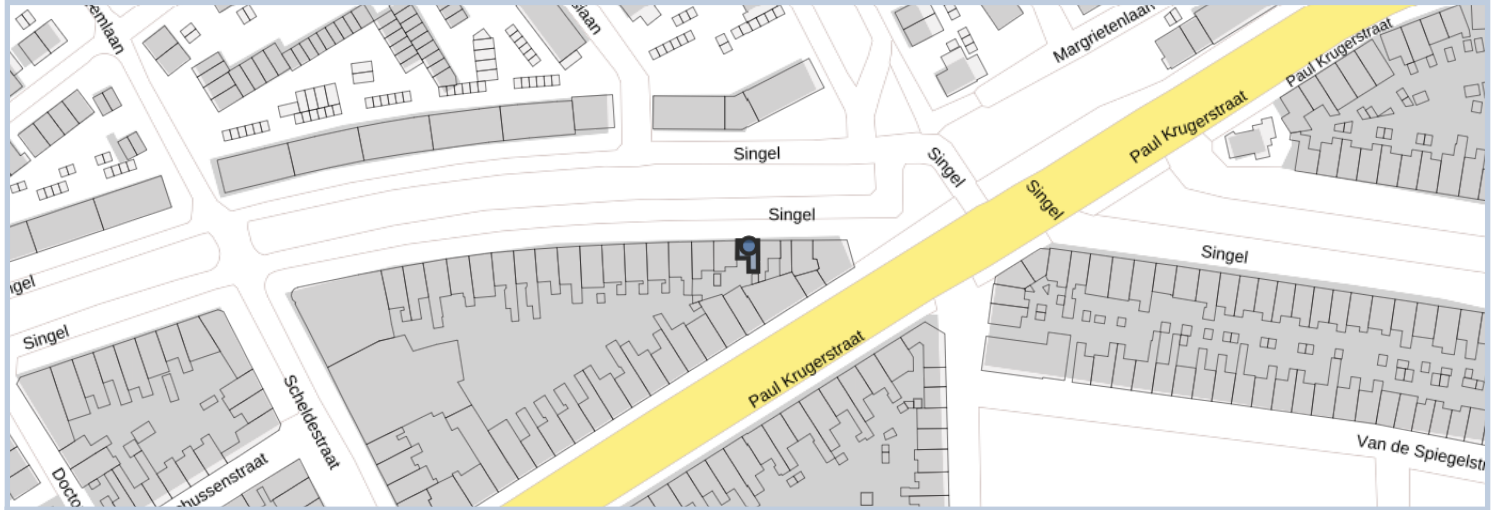 Margrietenlaan
Paul Krugerstraat
Paul Krugerstraat
Singel
Singel
Singel
Singel
Singel
Singel
Paul Krugerstraat
Scheldestraat
Van de Spiegelst